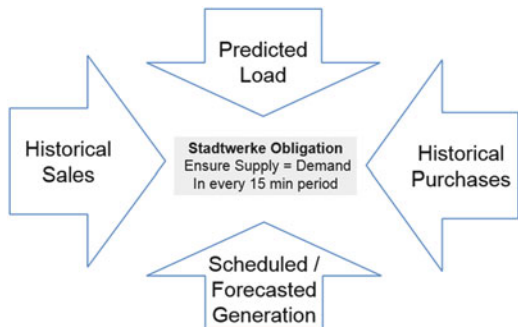 Predicted
Load
Historical
Sales
Stadtwerke Obligation
Ensure Supply = Demand
In every 15 min period
Historical
Purchases
Scheduled /
Forecasted
Generation